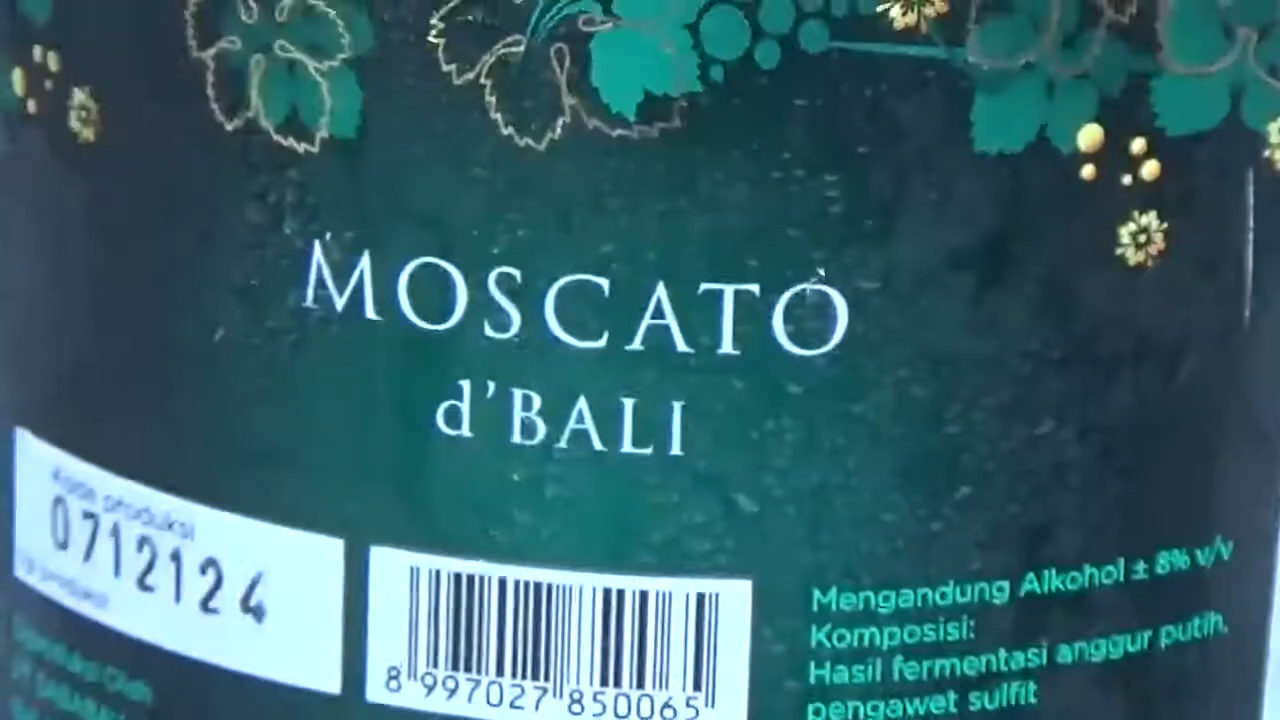 MOSCATO
d'BALI
Kode produksi
0712124
8 997027 850065
Mengandung Alkohol ± 8% v/v
Komposisi:
Hasil fermentasi anggur putih,
pengawet sulfit